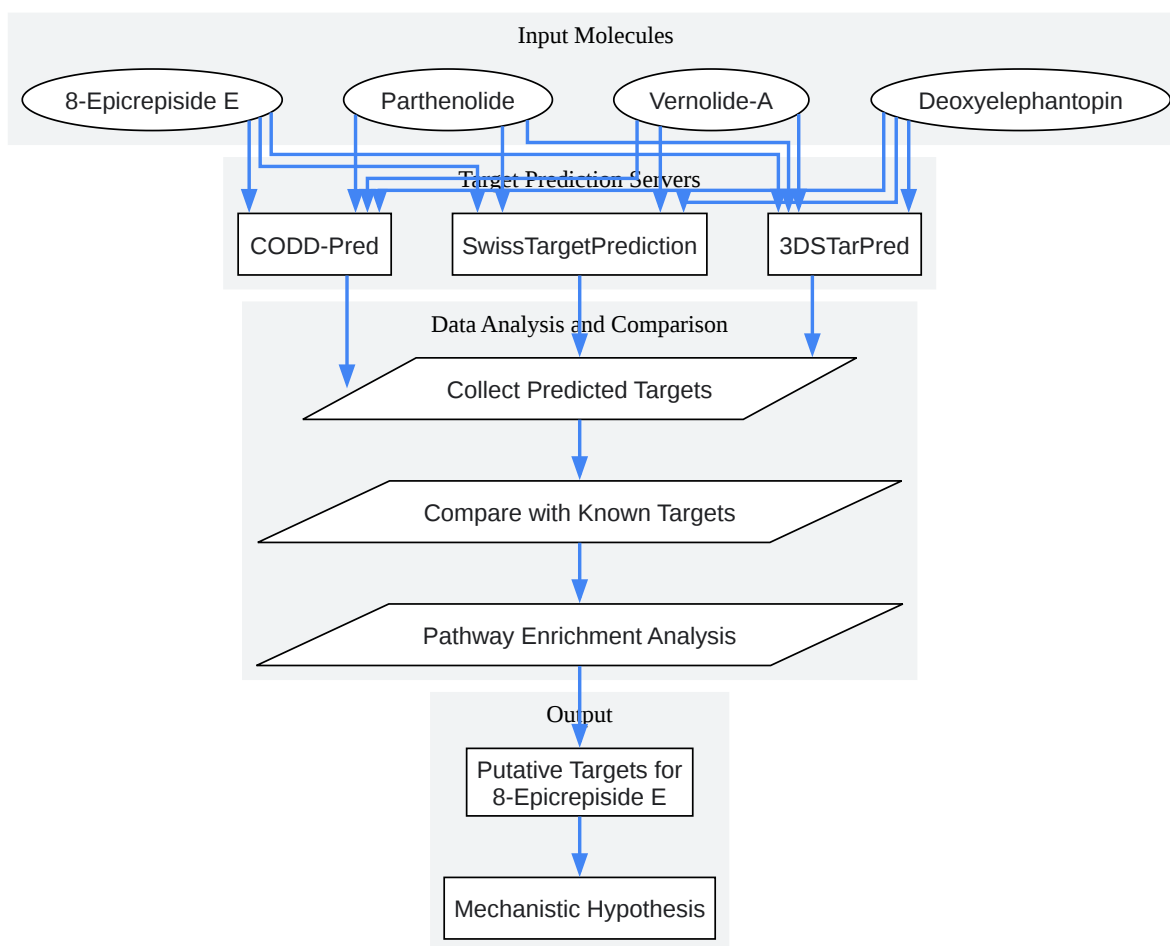 Input Molecules
8-Epicrepiside E
Parthenolide
Vernolide-A
Deoxyelephantopin
Target Prediction Servers
CODD-Pred
SwissTargetPrediction
3DSTarPred
Data Analysis and Comparison
Collect Predicted Targets
Compare with Known Targets
Pathway Enrichment Analysis
Output
Putative Targets for
8-Epicrepiside E
Mechanistic Hypothesis